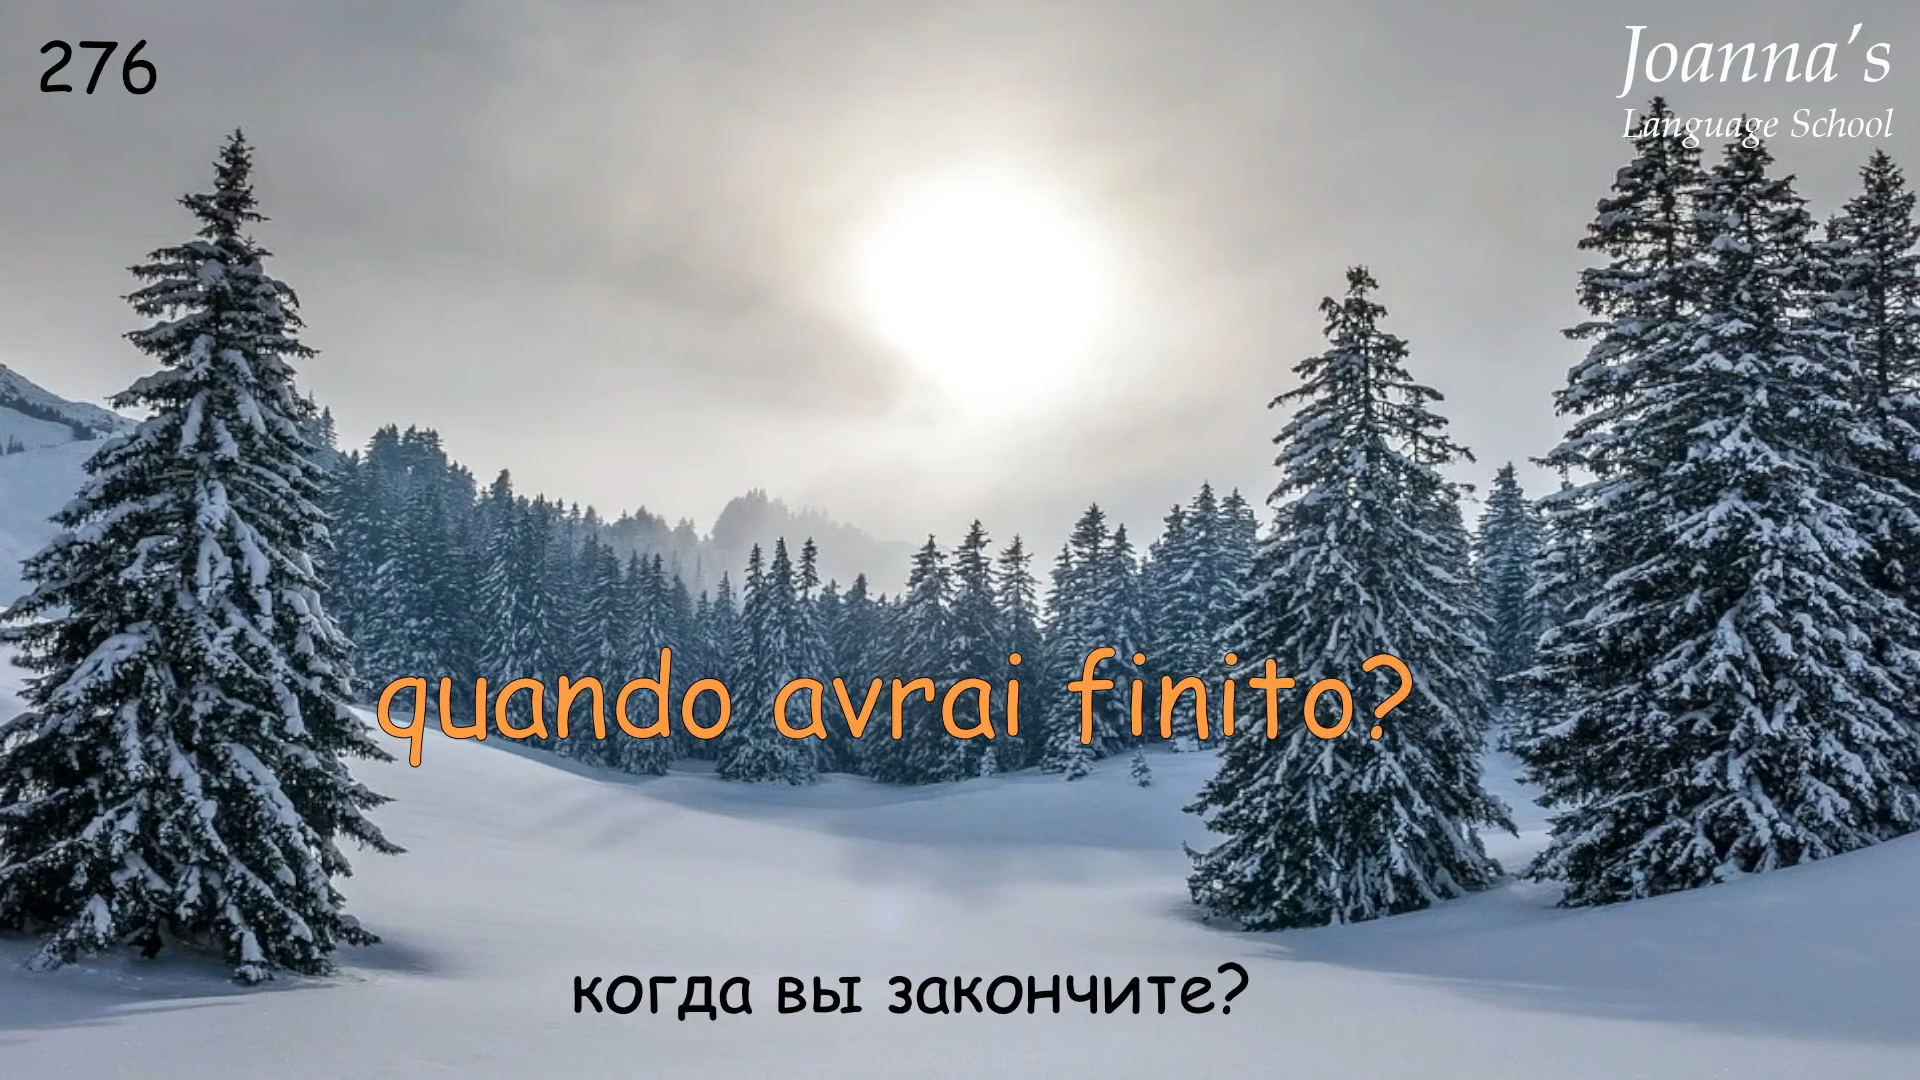 276
Joanna's
Language School
quando avrai finito?
когда вы закончите?